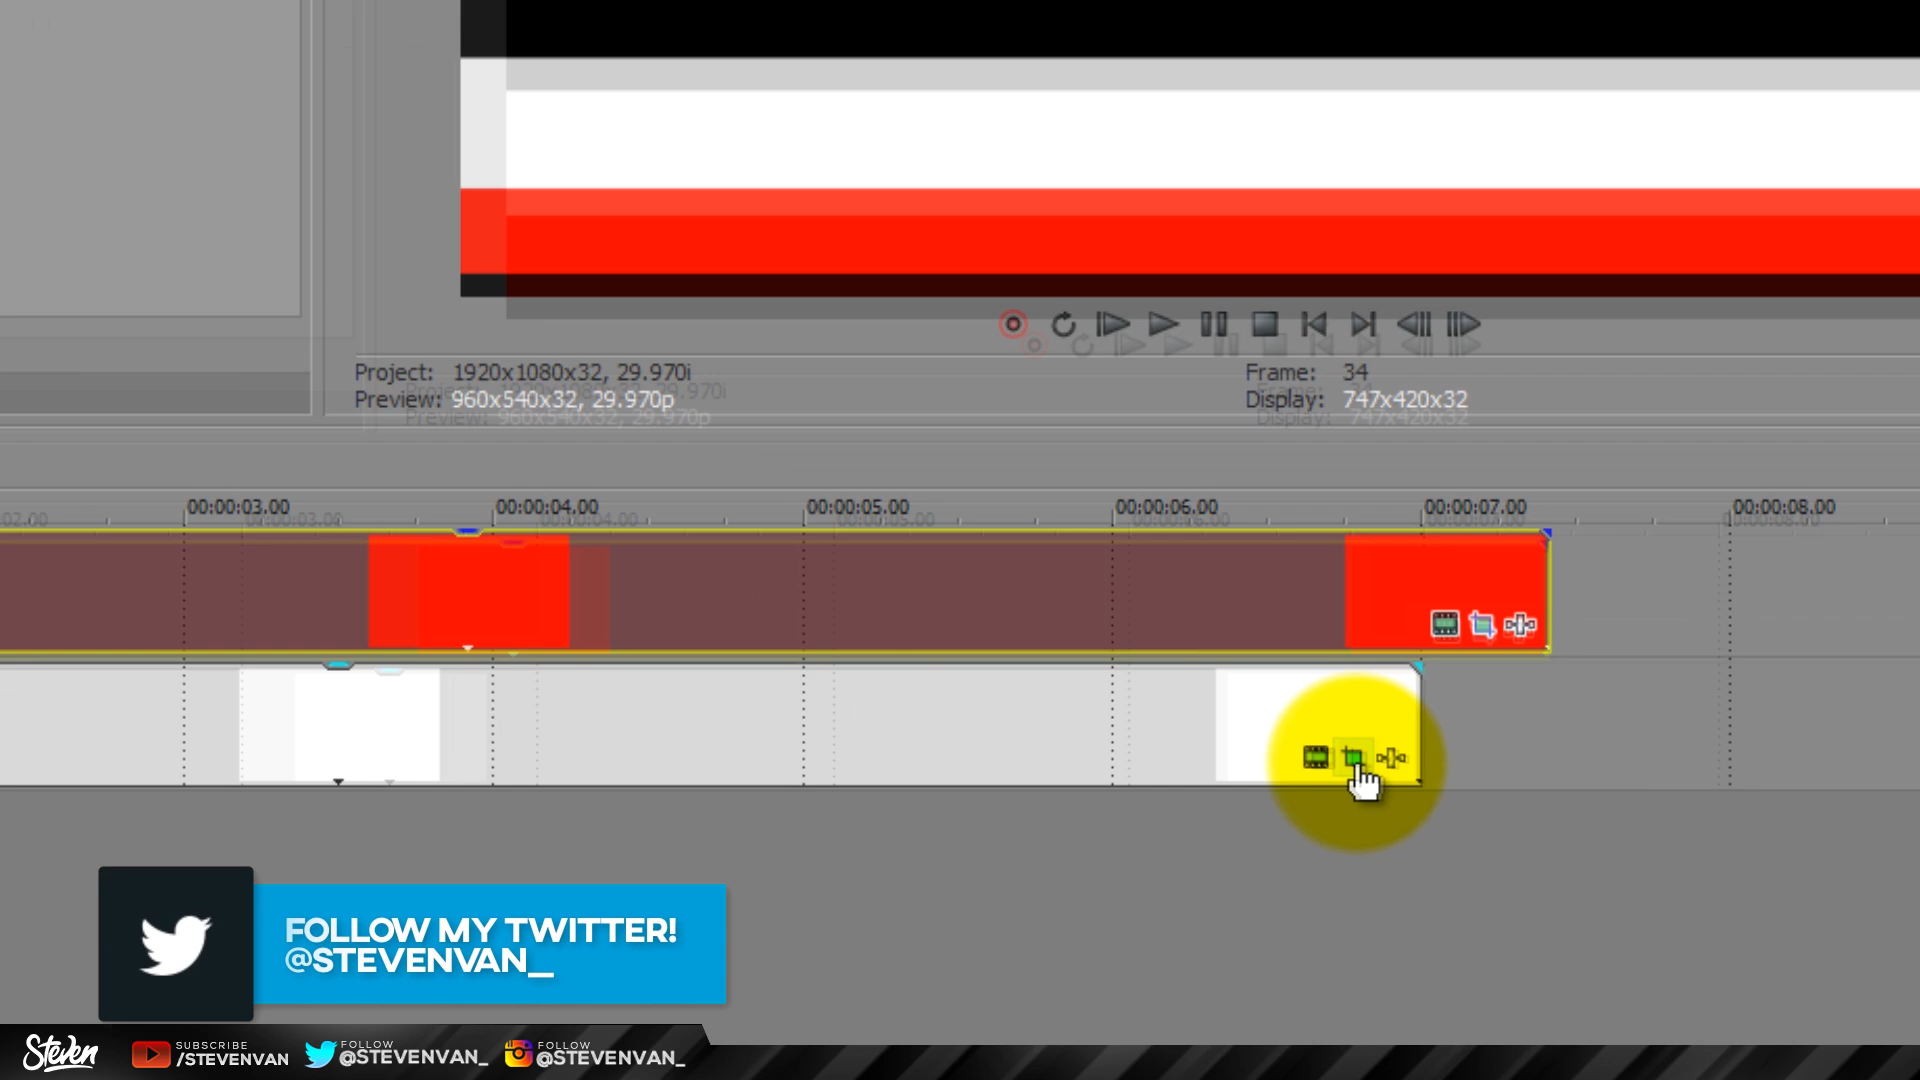 Project: 1920x1080x32, 29.970i
Frame: 34
Preview: 960x540x32, 29.970p
Display: 747x420x32
00:00:03.00 00:00:04.00 00:00:05.00 00:00:06.00 00:00:07.00 00:00:08.00
FOLLOW MY TWITTER!
@STEVENVAN_
Steven
SUBSCRIBE
/STEVENVAN
FOLLOW
@STEVENVAN_
FOLLOW
@STEVENVAN_